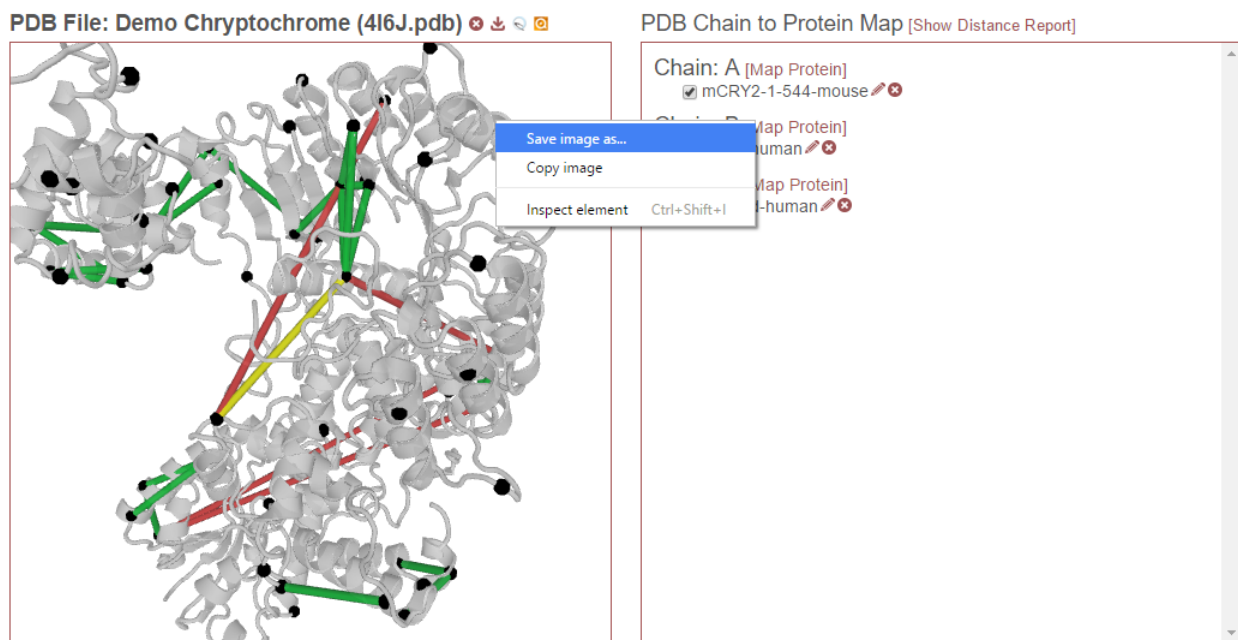 PDB File: Demo Chryptochrome (4I6J.pdb)
PDB Chain to Protein Map [Show Distance Report]
Chain: A [Map Protein]
mCRY2-1-544-mouse
Map Protein]
human
Map Protein]
d-human
Save image as...
Copy image
Inspect element Ctrl+Shift+I